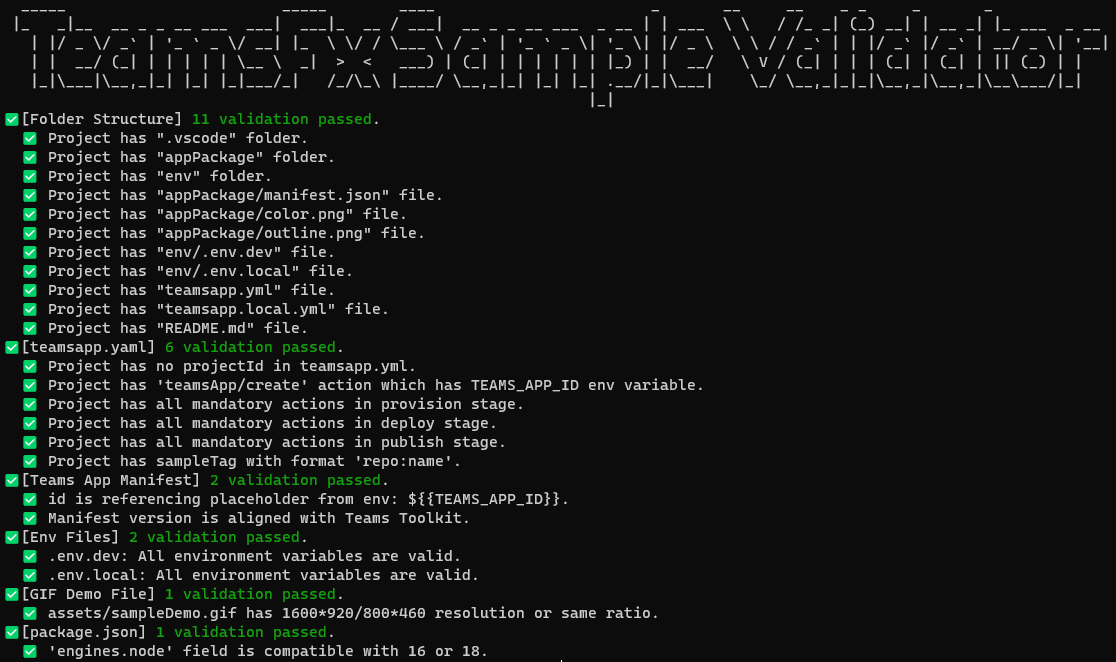 TeamsFx Sample Validator
✅[Folder Structure] 11 validation passed.
✅ Project has ".vscode" folder.
✅ Project has "appPackage" folder.
✅ Project has "env" folder.
✅ Project has "appPackage/manifest.json" file.
✅ Project has "appPackage/color.png" file.
✅ Project has "appPackage/outline.png" file.
✅ Project has "env/.env.dev" file.
✅ Project has "env/.env.local" file.
✅ Project has "teamsapp.yml" file.
✅ Project has "teamsapp.local.yml" file.
✅ Project has "README.md" file.
✅[teamsapp.yaml] 6 validation passed.
✅ Project has no projectId in teamsapp.yml.
✅ Project has 'teamsApp/create' action which has TEAMS_APP_ID env variable.
✅ Project has all mandatory actions in provision stage.
✅ Project has all mandatory actions in deploy stage.
✅ Project has all mandatory actions in publish stage.
✅ Project has sampleTag with format 'repo:name'.
✅[Teams App Manifest] 2 validation passed.
✅ id is referencing placeholder from env: ${{TEAMS_APP_ID}}.
✅ Manifest version is aligned with Teams Toolkit.
✅[Env Files] 2 validation passed.
✅ .env.dev: All environment variables are valid.
✅ .env.local: All environment variables are valid.
✅[GIF Demo File] 1 validation passed.
✅ assets/sampleDemo.gif has 1600*920/800*460 resolution or same ratio.
✅[package.json] 1 validation passed.
✅ 'engines.node' field is compatible with 16 or 18.